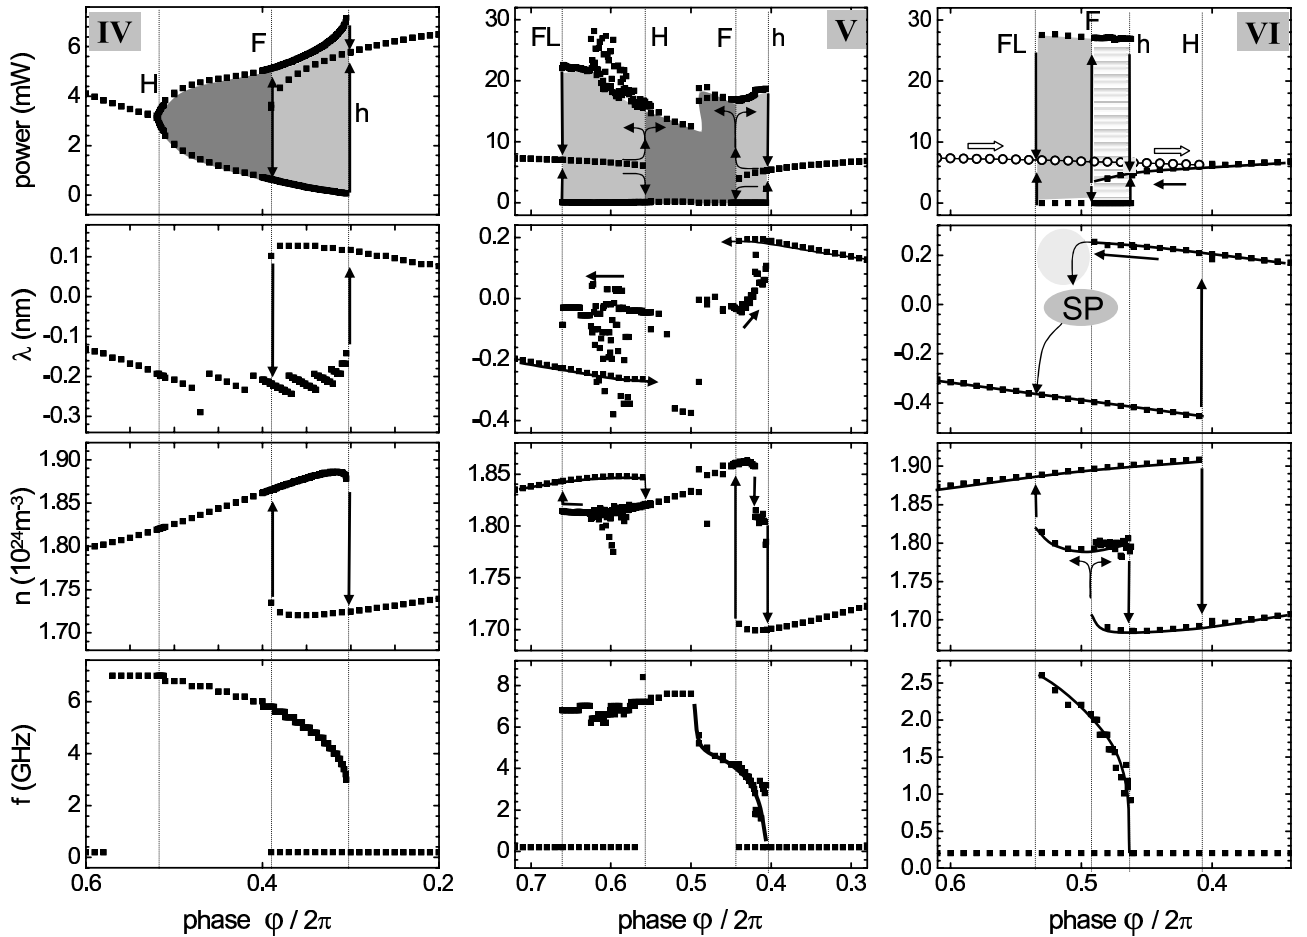 IV
V
VI
power (mW)
0
2
4
6
H
F
h
0
10
20
30
FL
H
F
h
0
10
20
30
FL
F
h
H
λ (nm)
0.1
0.0
-0.1
-0.2
-0.3
0.2
0.0
-0.2
-0.4
0.2
0.0
-0.2
-0.4
SP
n (10²⁴m⁻³)
1.90
1.85
1.80
1.75
1.70
1.85
1.80
1.75
1.70
1.90
1.80
1.70
f (GHz)
6
4
2
0
8
6
4
2
0
2.5
2.0
1.5
1.0
0.5
0.0
0.6
0.4
0.2
0.7
0.6
0.5
0.4
0.3
0.6
0.5
0.4
phase φ / 2π
phase φ / 2π
phase φ / 2π